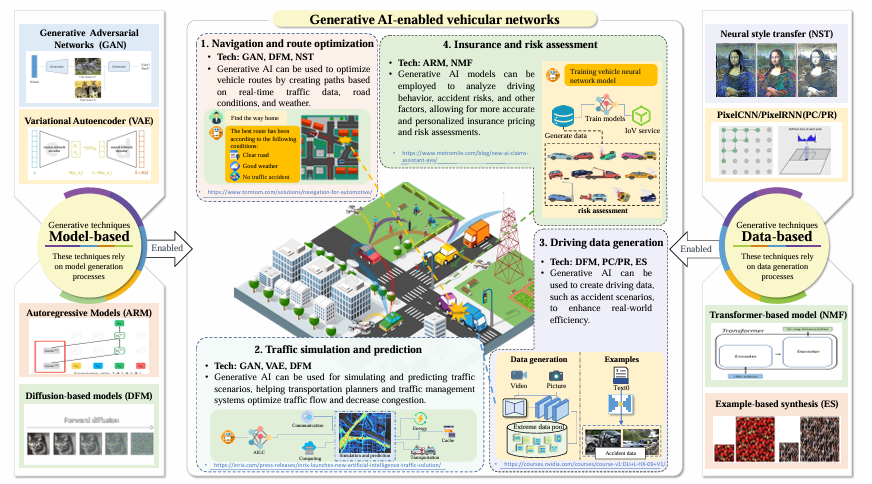 Generative AI-enabled vehicular networks
Generative Adversarial
Networks (GAN)
Variational Autoencoder (VAE)
Generative techniques
Model-based
These techniques rely
on model generation
processes
Enabled
Autoregressive Models (ARM)
Diffusion-based models (DFM)
Forward diffusion
1. Navigation and route optimization
• Tech: GAN, DFM, NST
• Generative AI can be used to optimize
vehicle routes by creating paths based
on real-time traffic data, road
conditions, and weather.
Find the way home
The best route has been
according to the following
conditions:
Clear road
Good weather
No traffic accident
https://www.tomtom.com/solutions/navigation-for-automotive/
4. Insurance and risk assessment
• Tech: ARM, NMF
• Generative AI models can be
employed to analyze driving
behavior, accident risks, and other
factors, allowing for more accurate
and personalized insurance pricing
and risk assessments.
• https://www.metromile.com/blog/new-ai-claims-
assistant-ava/
Training vehicle neural
network model
Train models
Generate data
IoV service
risk assessment
3. Driving data generation
• Tech: DFM, PC/PR, ES
• Generative AI can be
used to create driving data,
such as accident scenarios,
to enhance real-world
efficiency.
2. Traffic simulation and prediction
• Tech: GAN, VAE, DFM
• Generative AI can be used for simulating and predicting traffic
scenarios, helping transportation planners and traffic management
systems optimize traffic flow and decrease congestion.
Communication
Energy
AIGC
Cache
Computing
Simulation and prediction
Transportation
• https://inrix.com/press-releases/inrix-launches-new-artificial-intelligence-traffic-solution/
Data generation
Examples
Video
Picture
Text0
Extreme data pool
Accident data
• https://courses.nvidia.com/courses/course-v1:DLI+L-HX-09+V1/
Neural style transfer (NST)
PixelCNN/PixelRNN(PC/PR)
Generative techniques
Data-based
These techniques rely
on data generation
processes
Enabled
Transformer-based model (NMF)
Transformer
Encoder
Example-based synthesis (ES)